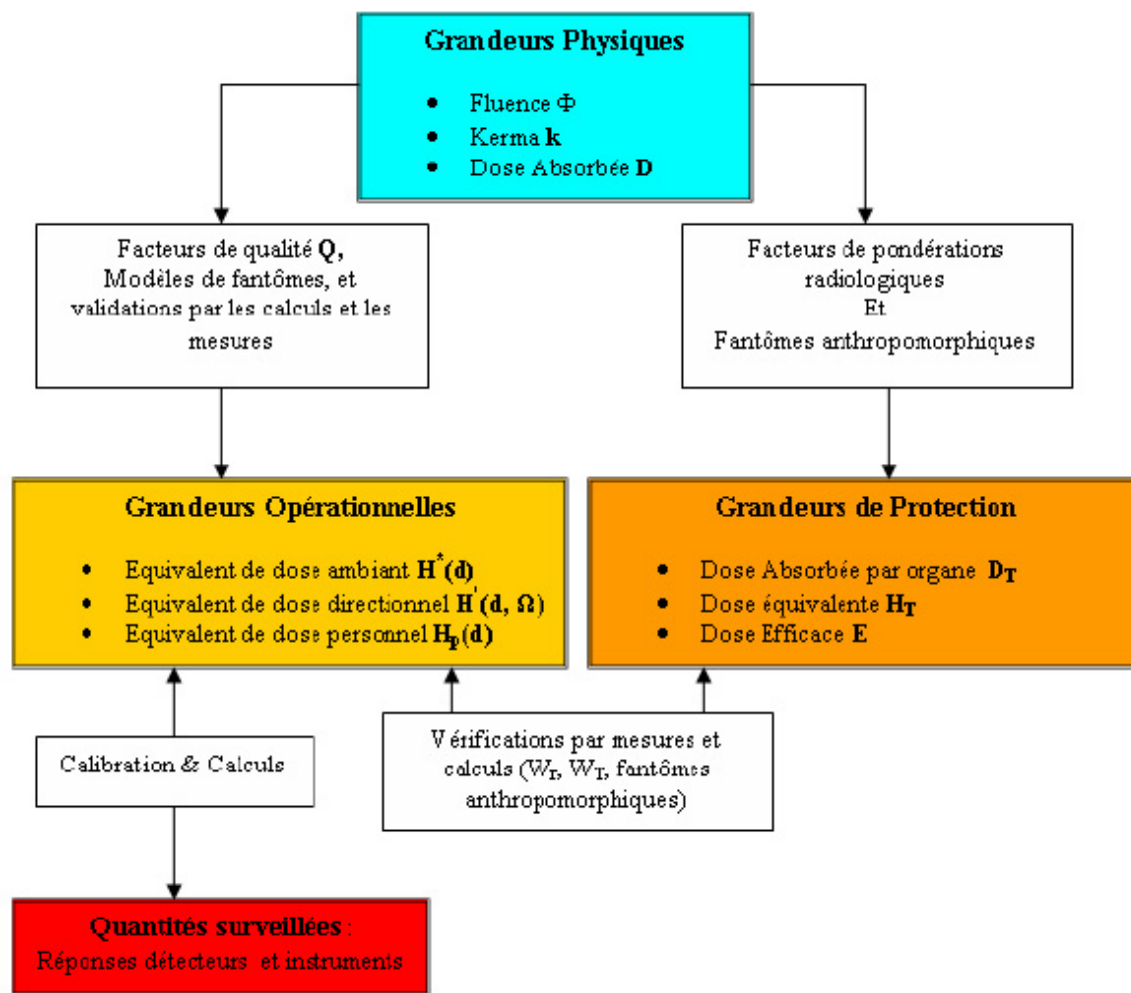 Grandeurs Physiques
• Fluence Φ
• Kerma k
• Dose Absorbée D
Facteurs de qualité Q,
Modèles de fantômes, et
validations par les calculs et les
mesures
Facteurs de pondérations
radiologiques
Et
Fantômes anthropomorphiques
Grandeurs Opérationnelles
• Equivalent de dose ambiant H*(d)
• Equivalent de dose directionnel H'(d, Ω)
• Equivalent de dose personnel Hp(d)
Grandeurs de Protection
• Dose Absorbée par organe DT
• Dose équivalente HT
• Dose Efficace E
Calibration & Calculs
Vérifications par mesures et
calculs (Wr, WT, fantômes
anthropomorphiques)
Quantités surveillées :
Réponses détecteurs et instruments